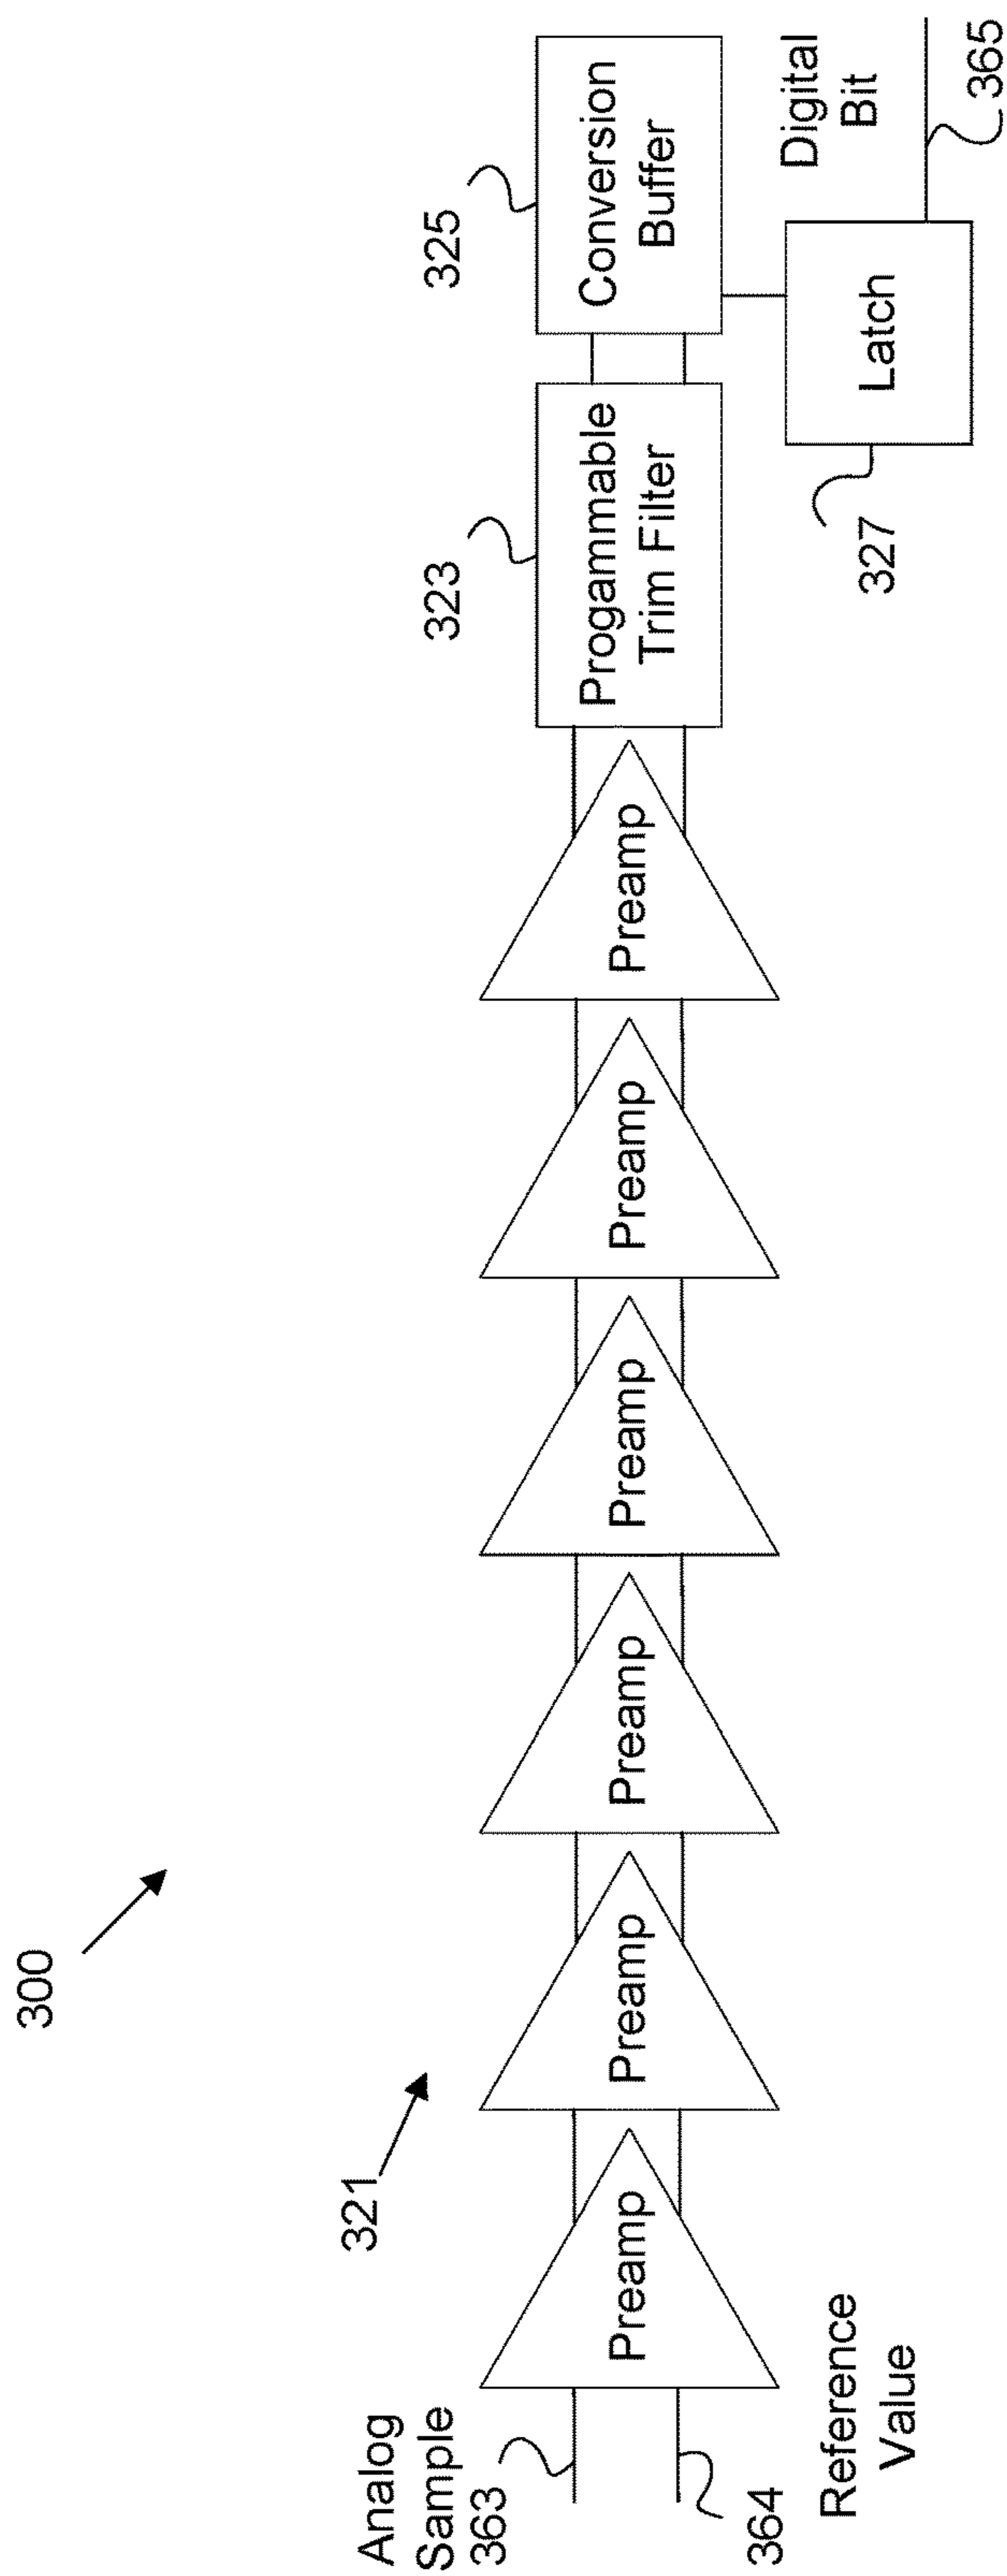 300
321
Analog
Sample
363
364
Reference
Value
Preamp
Preamp
Preamp
Preamp
Preamp
Preamp
323
Progammable
Trim Filter
325
Conversion
Buffer
327
Latch
Digital
Bit
365